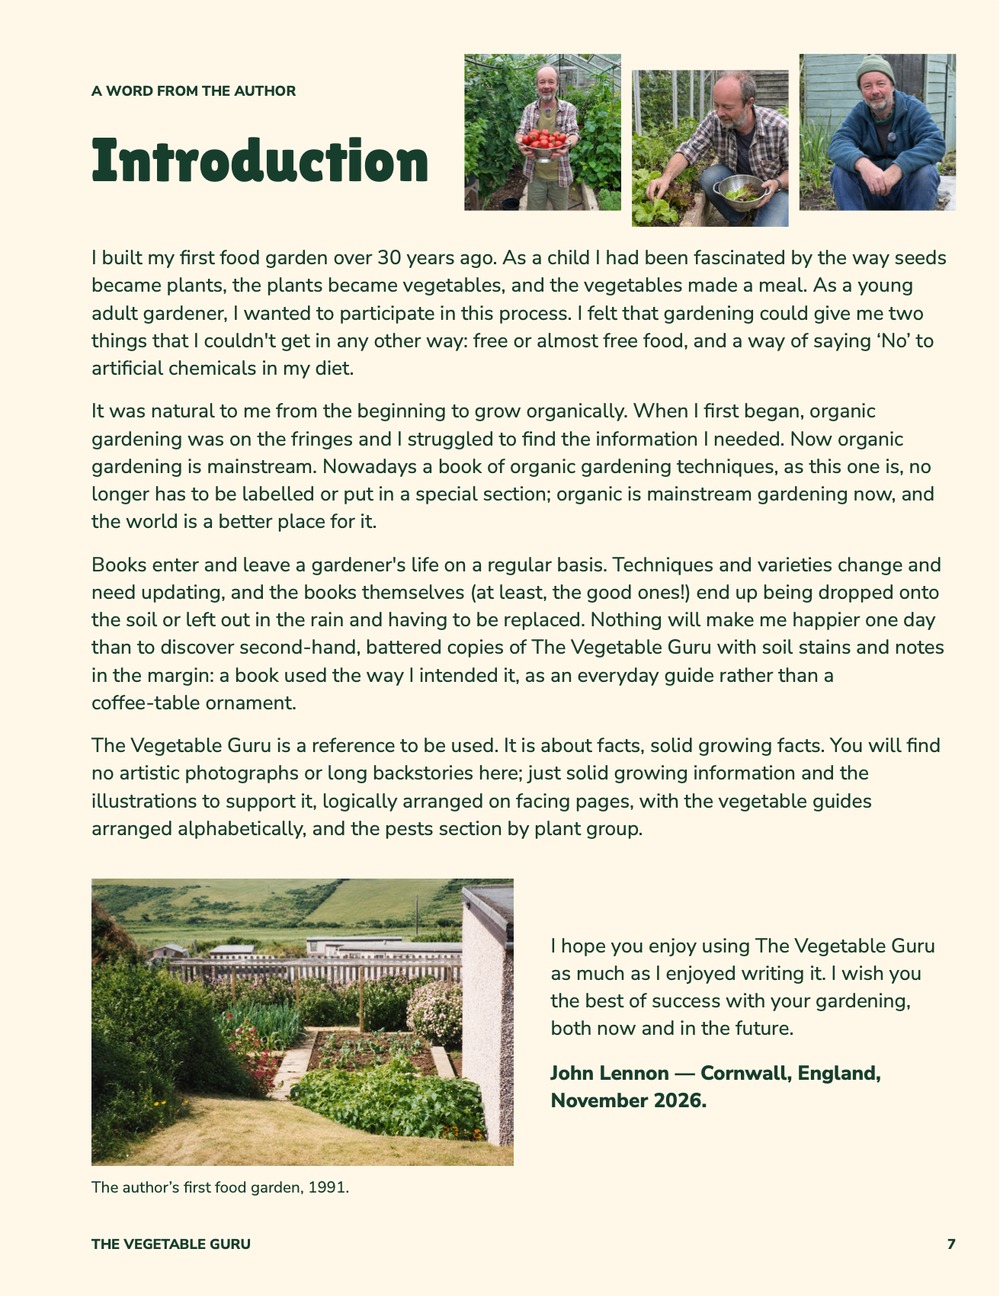 A WORD FROM THE AUTHOR
Introduction
I built my first food garden over 30 years ago. As a child I had been fascinated by the way seeds
became plants, the plants became vegetables, and the vegetables made a meal. As a young
adult gardener, I wanted to participate in this process. I felt that gardening could give me two
things that I couldn't get in any other way: free or almost free food, and a way of saying ‘No’ to
artificial chemicals in my diet.
It was natural to me from the beginning to grow organically. When I first began, organic
gardening was on the fringes and I struggled to find the information I needed. Now organic
gardening is mainstream. Nowadays a book of organic gardening techniques, as this one is, no
longer has to be labelled or put in a special section; organic is mainstream gardening now, and
the world is a better place for it.
Books enter and leave a gardener's life on a regular basis. Techniques and varieties change and
need updating, and the books themselves (at least, the good ones!) end up being dropped onto
the soil or left out in the rain and having to be replaced. Nothing will make me happier one day
than to discover second-hand, battered copies of The Vegetable Guru with soil stains and notes
in the margin: a book used the way I intended it, as an everyday guide rather than a
coffee-table ornament.
The Vegetable Guru is a reference to be used. It is about facts, solid growing facts. You will find
no artistic photographs or long backstories here; just solid growing information and the
illustrations to support it, logically arranged on facing pages, with the vegetable guides
arranged alphabetically, and the pests section by plant group.
I hope you enjoy using The Vegetable Guru
as much as I enjoyed writing it. I wish you
the best of success with your gardening,
both now and in the future.
John Lennon — Cornwall, England,
November 2026.
The author’s first food garden, 1991.
THE VEGETABLE GURU
7